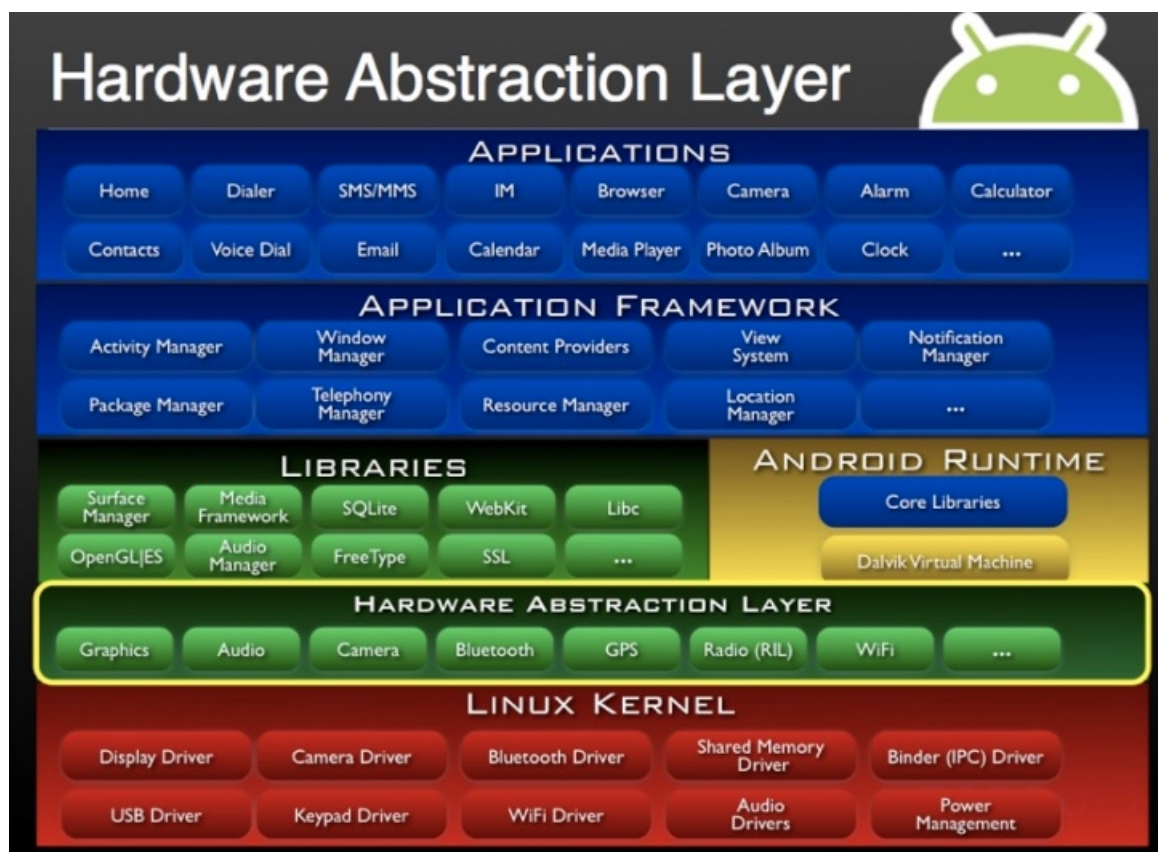 Hardware Abstraction Layer
APPLICATIONS
Home Dialer SMS/MMS IM Browser Camera Alarm Calculator
Contacts Voice Dial Email Calendar Media Player Photo Album Clock ...
APPLICATION FRAMEWORK
Activity Manager Window Manager Content Providers View System Notification Manager
Package Manager Telephony Manager Resource Manager Location Manager ...
LIBRARIES
Surface Manager Media Framework SQLite WebKit Libc
OpenGL|ES Audio Manager FreeType SSL ...
ANDROID RUNTIME
Core Libraries
Dalvik Virtual Machine
HARDWARE ABSTRACTION LAYER
Graphics Audio Camera Bluetooth GPS Radio (RIL) WiFi ...
LINUX KERNEL
Display Driver Camera Driver Bluetooth Driver Shared Memory Driver Binder (IPC) Driver
USB Driver Keypad Driver WiFi Driver Audio Drivers Power Management